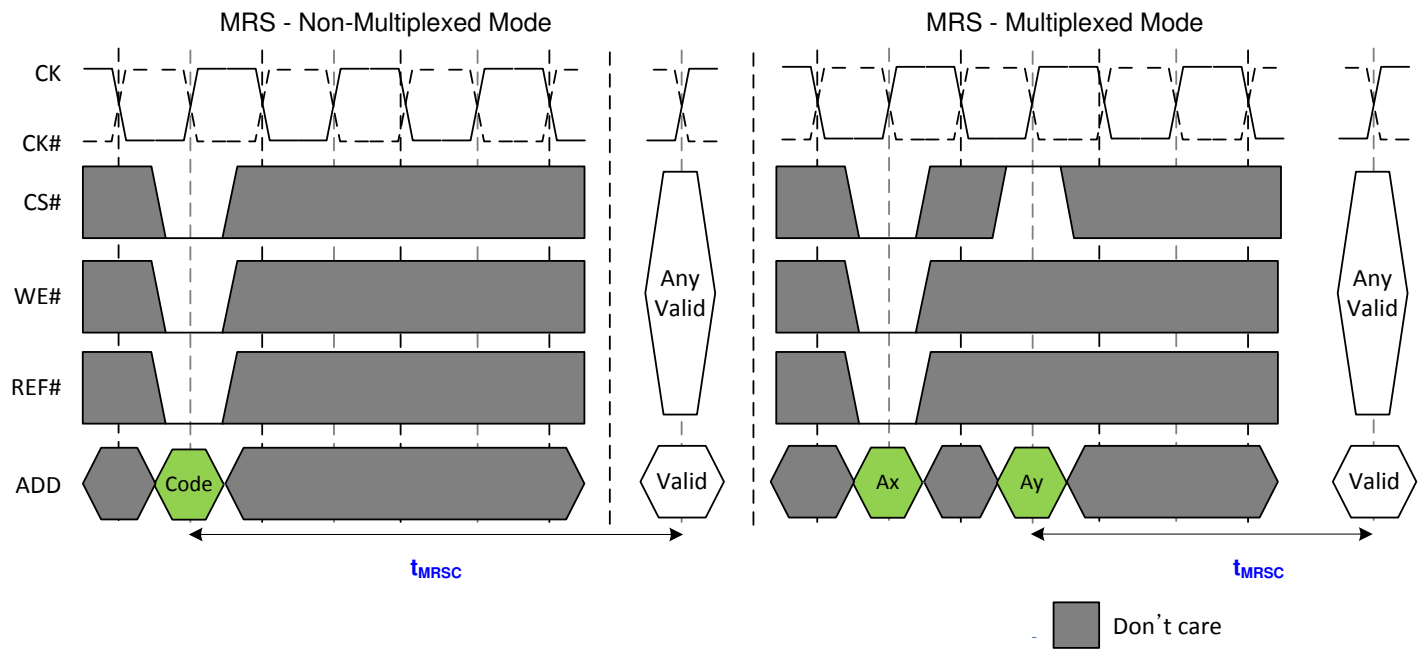 MRS - Non-Multiplexed Mode
MRS - Multiplexed Mode
CK
CK#
CS#
WE#
REF#
ADD
Any
Valid
Any
Valid
Code
Valid
Ax
Ay
Valid
tMRSC
tMRSC
Don't care